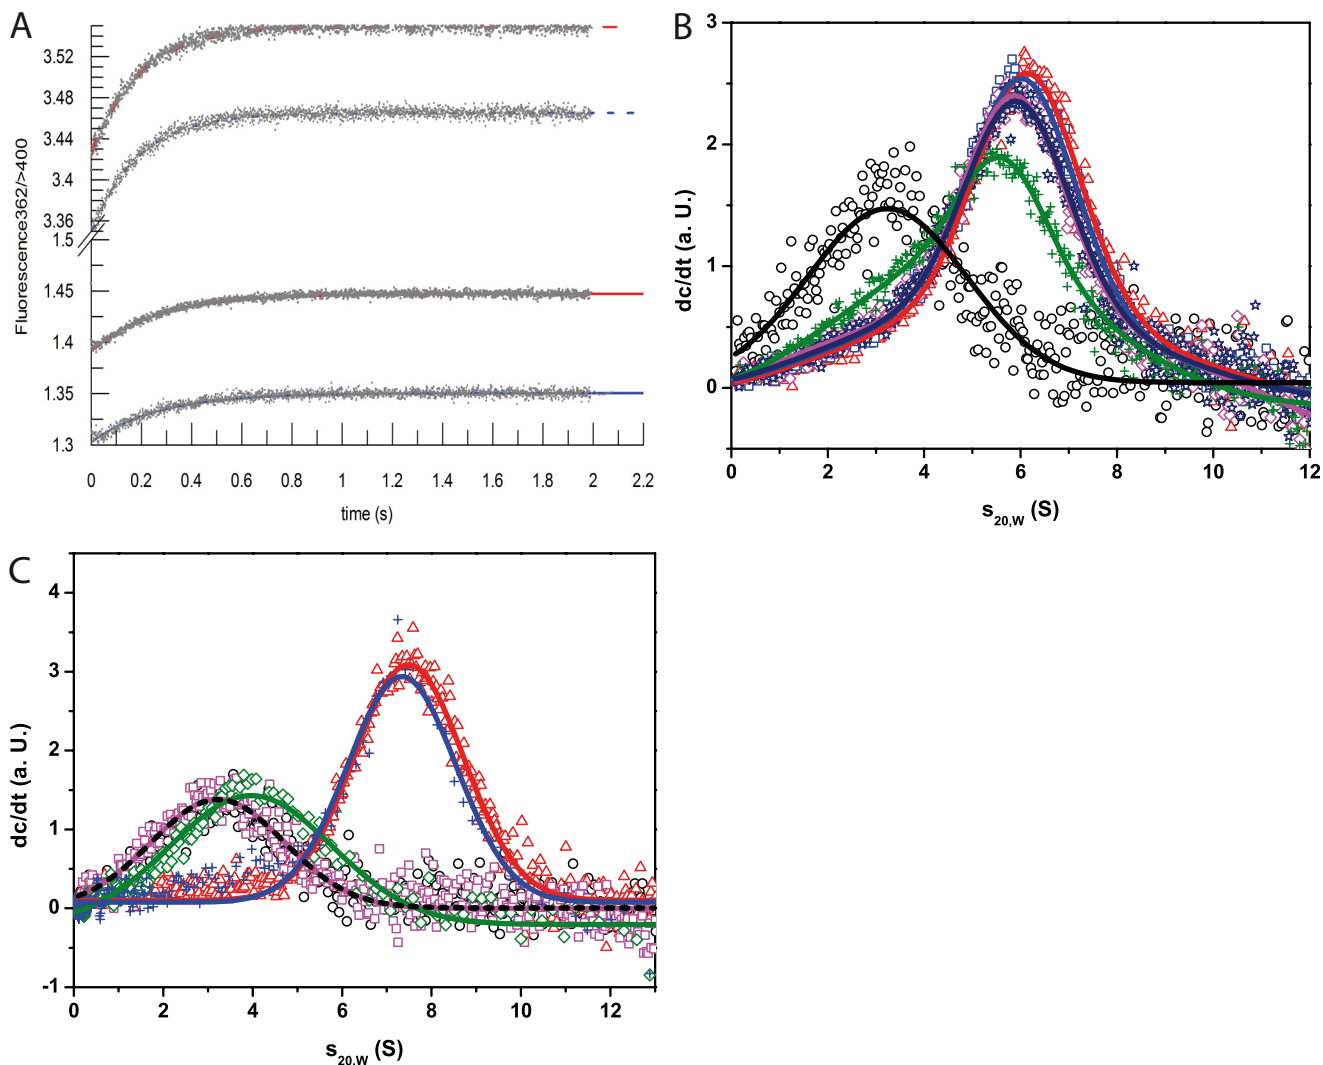 A
Fluorescence362/>400
3.52
3.48
3.44
3.4
3.36
1.5
1.45
1.4
1.35
1.3
0 0.2 0.4 0.6 0.8 1 1.2 1.4 1.6 1.8 2 2.2
time (s)
B
dc/dt (a. U.)
3
2
1
0
0 2 4 6 8 10 12
s20,W (S)
C
dc/dt (a. U.)
4
3
2
1
0
-1
0 2 4 6 8 10 12
s20,W (S)